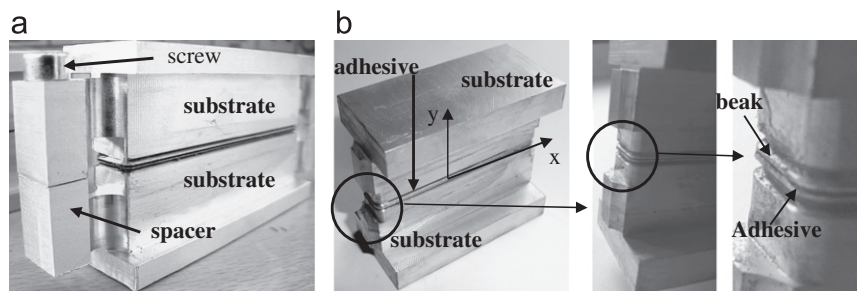 a
screw
substrate
substrate
spacer
b
adhesive
substrate
y
x
substrate
beak
Adhesive